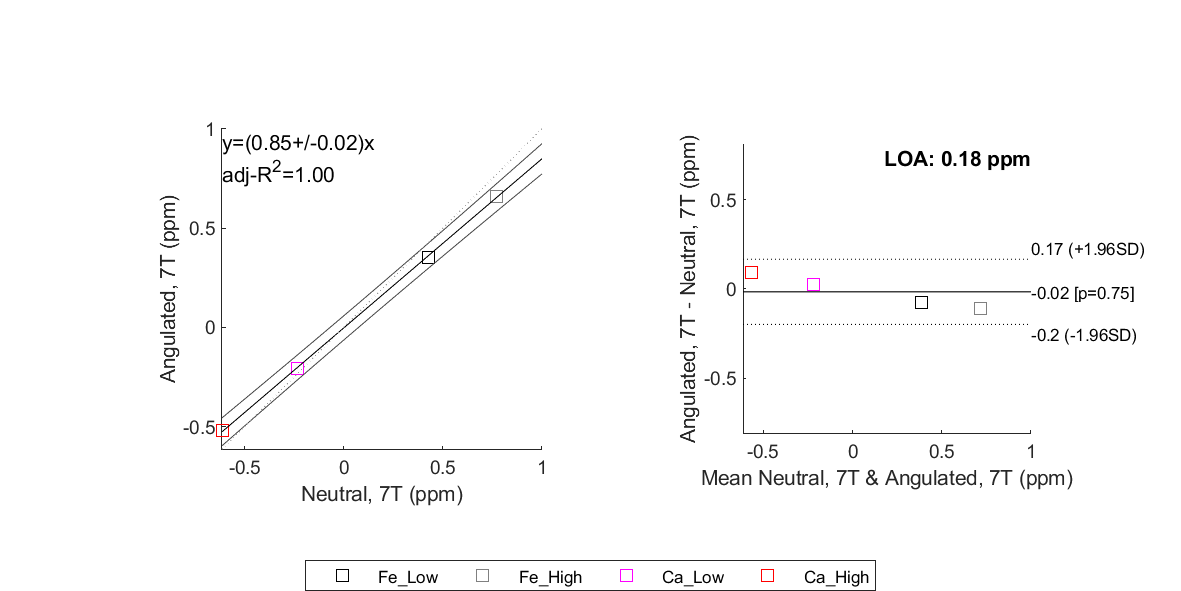 y=(0.85+/-0.02)x
adj-R2=1.00
1
0.5
0
-0.5
-0.5
0
0.5
1
Angulated, 7T (ppm)
Neutral, 7T (ppm)
LOA: 0.18 ppm
0.5
0
-0.5
-0.5
0
0.5
1
0.17 (+1.96SD)
-0.02 [p=0.75]
-0.2 (-1.96SD)
Angulated, 7T - Neutral, 7T (ppm)
Mean Neutral, 7T & Angulated, 7T (ppm)
Fe_Low Fe_High Ca_Low Ca_High